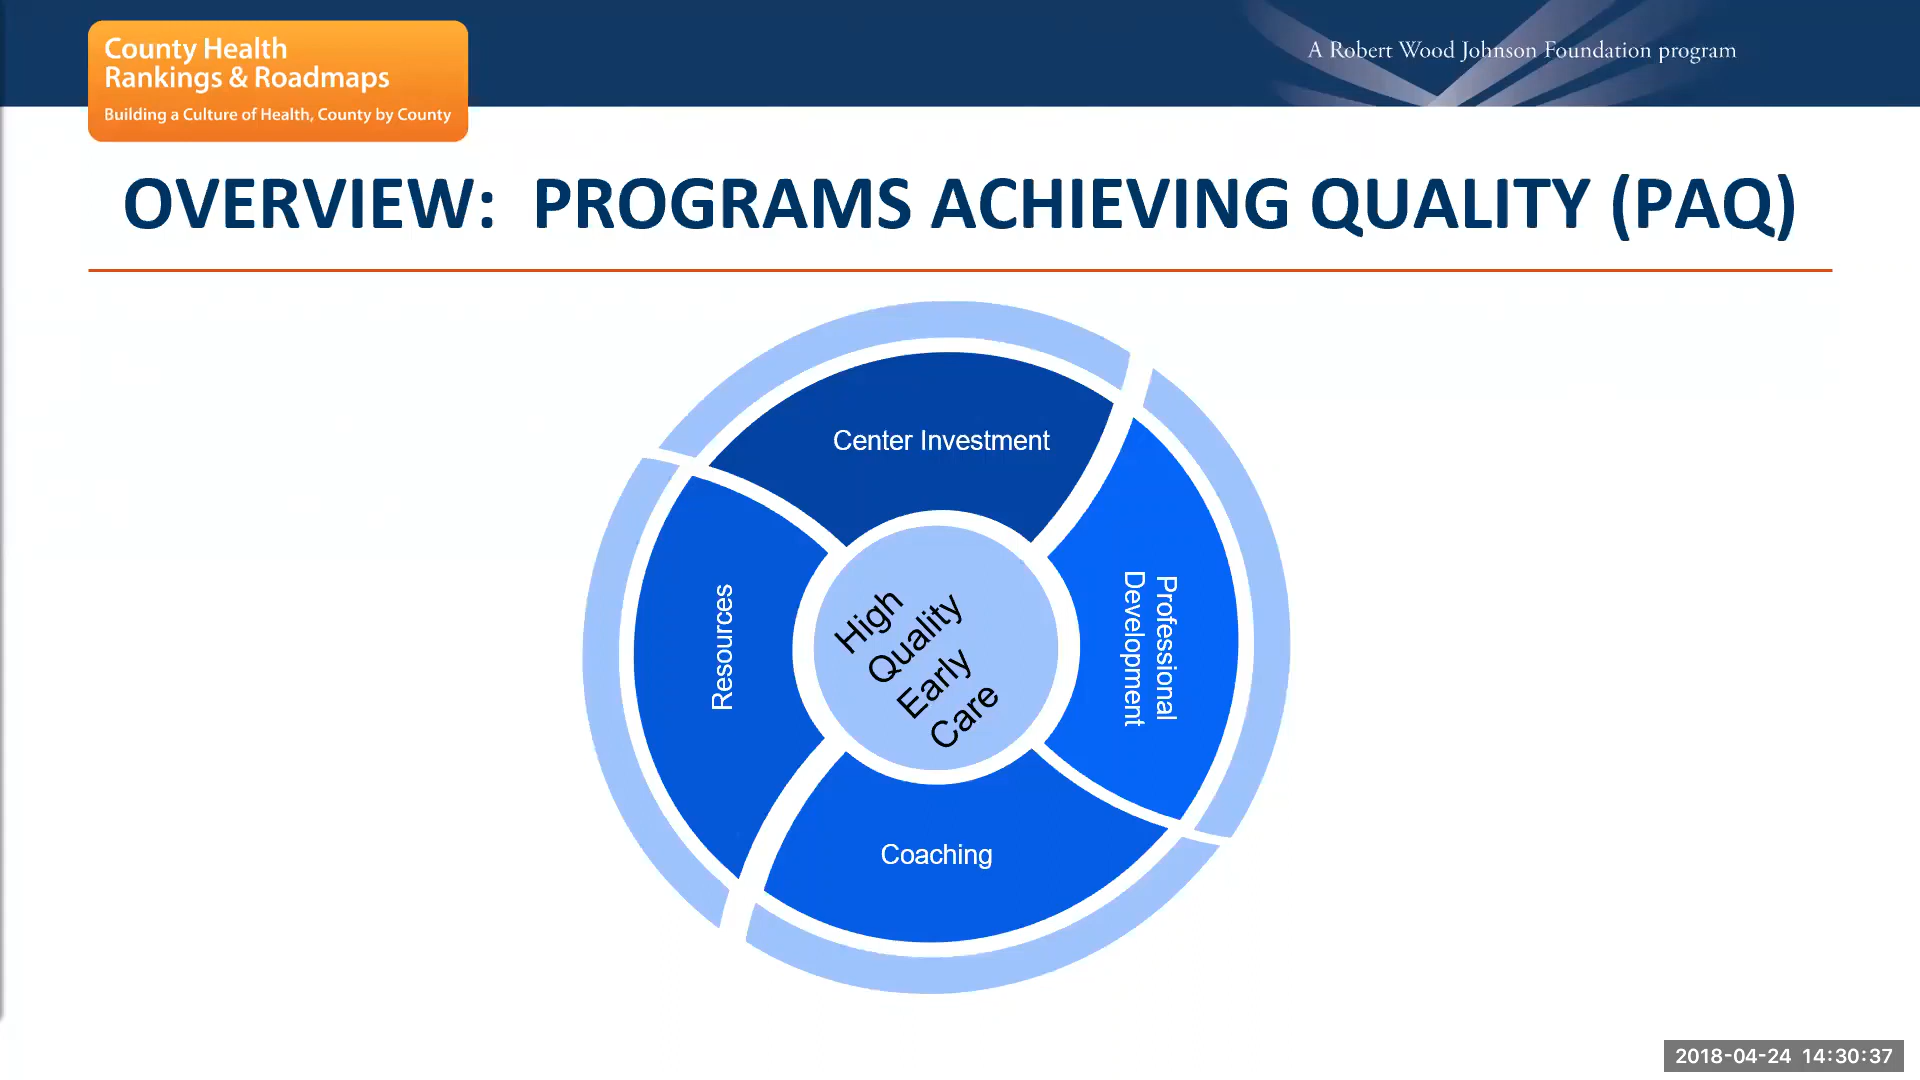 County Health
Rankings & Roadmaps
Building a Culture of Health, County by County
A Robert Wood Johnson Foundation program
OVERVIEW: PROGRAMS ACHIEVING QUALITY (PAQ)
Center Investment
Professional
Development
Coaching
Resources
High
Quality
Early
Care
2018-04-24 14:30:37